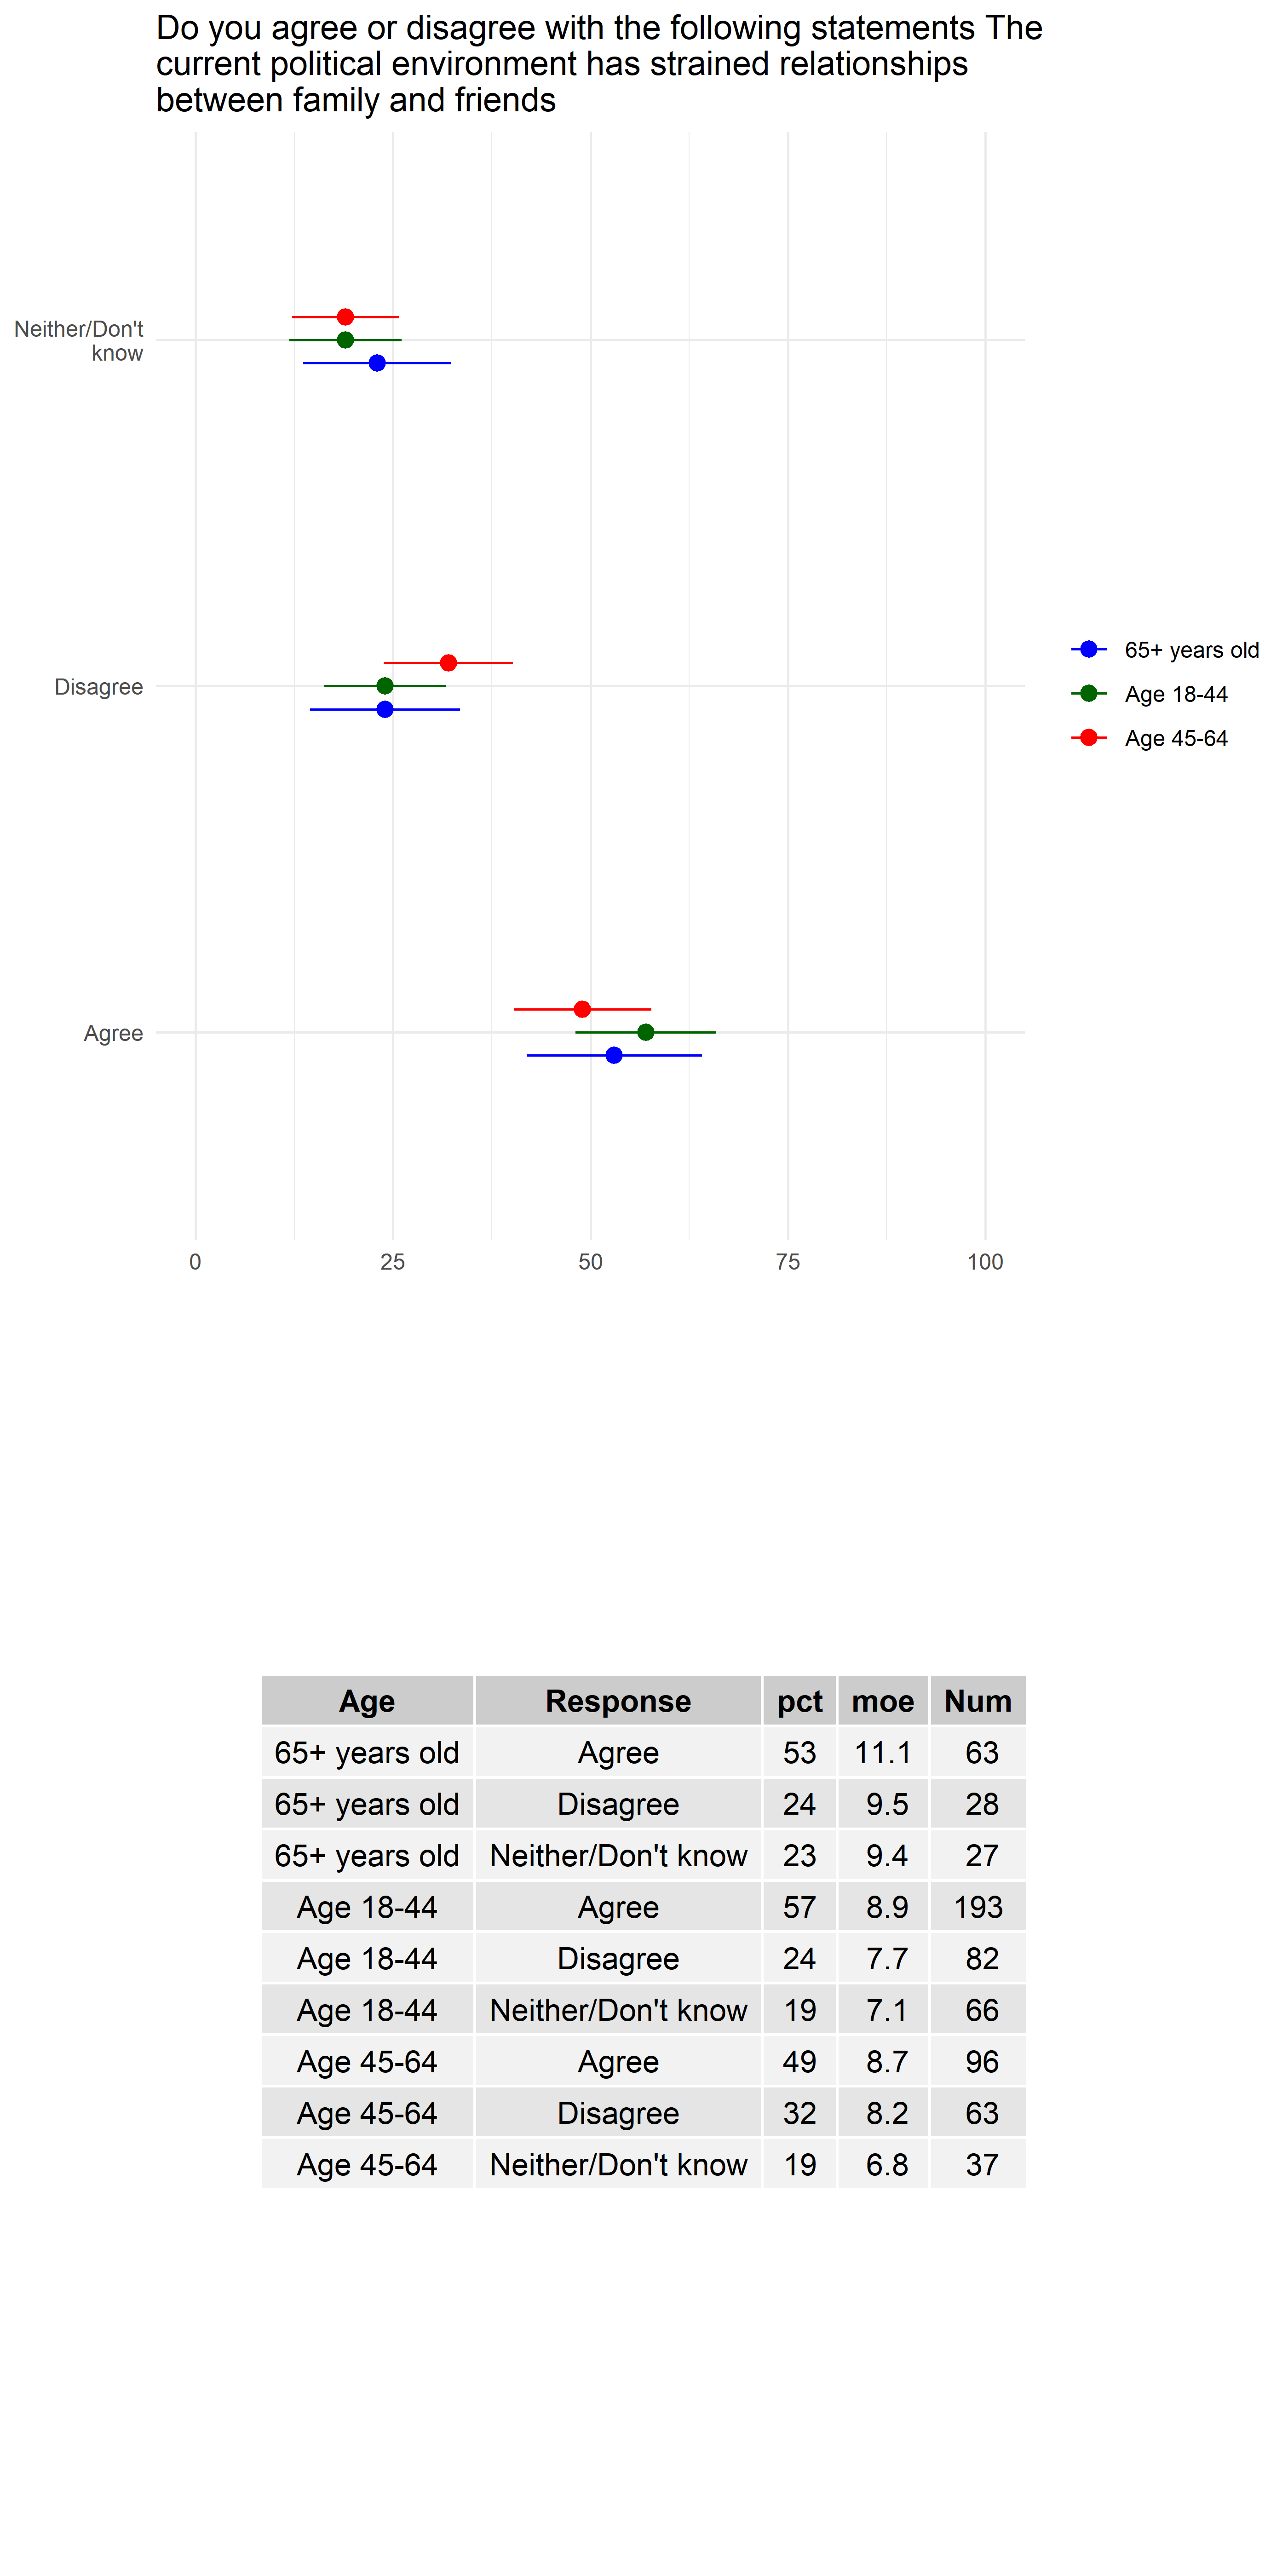 Do you agree or disagree with the following statements The
current political environment has strained relationships
between family and friends
Neither/Don't
know
Disagree
Agree
0 25 50 75 100
65+ years old
Age 18-44
Age 45-64
Age Response pct moe Num
65+ years old Agree 53 11.1 63
65+ years old Disagree 24 9.5 28
65+ years old Neither/Don't know 23 9.4 27
Age 18-44 Agree 57 8.9 193
Age 18-44 Disagree 24 7.7 82
Age 18-44 Neither/Don't know 19 7.1 66
Age 45-64 Agree 49 8.7 96
Age 45-64 Disagree 32 8.2 63
Age 45-64 Neither/Don't know 19 6.8 37